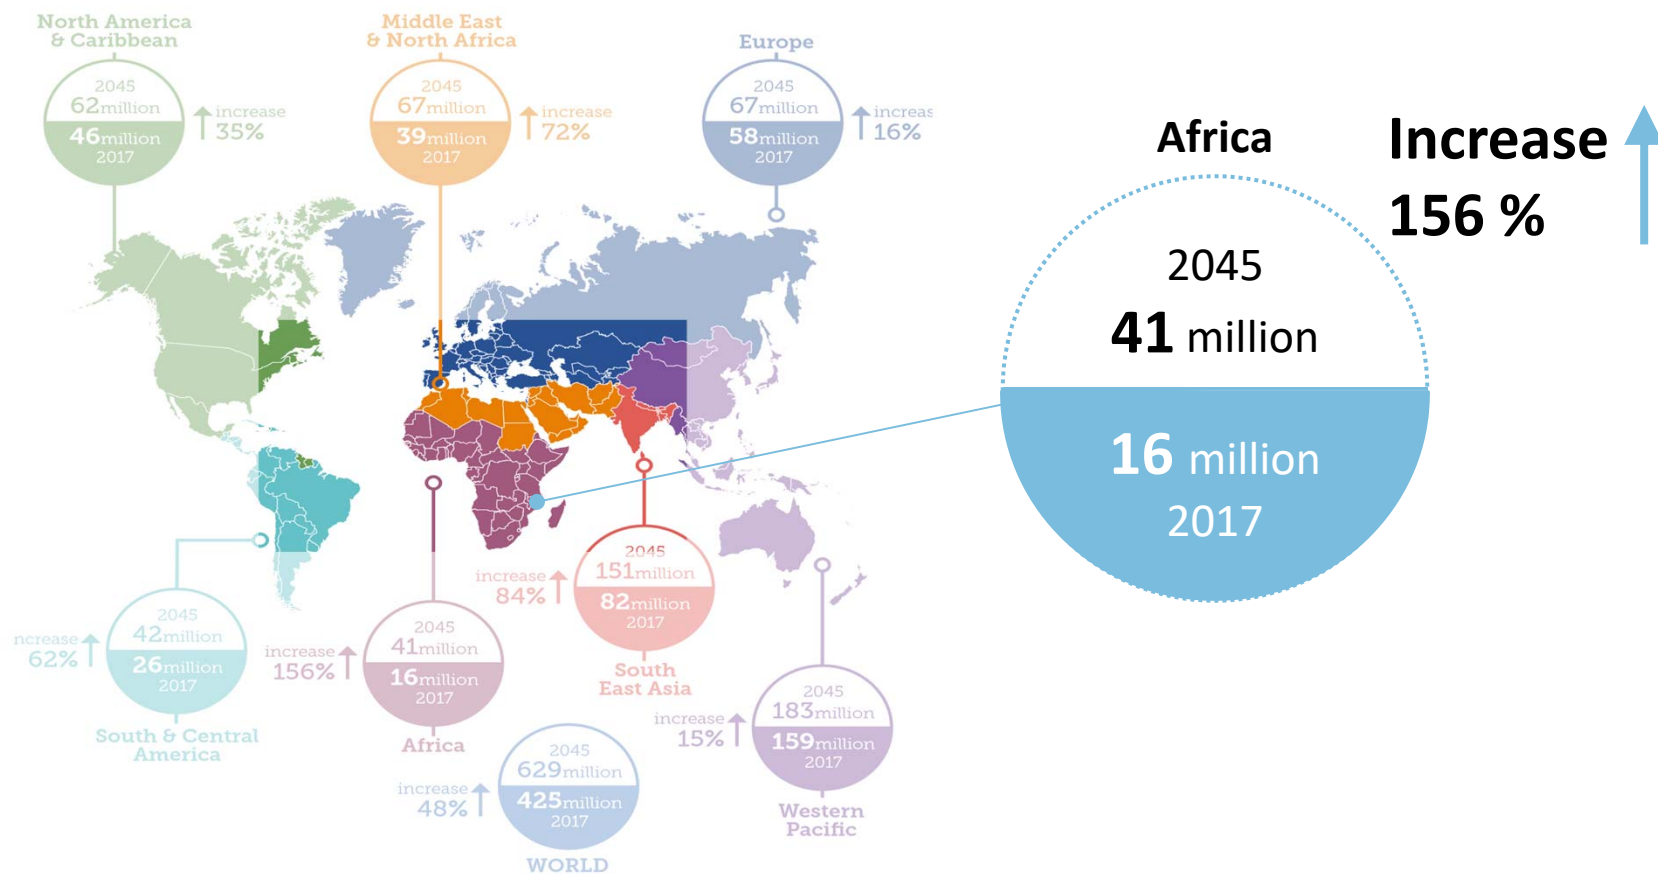 North America
& Caribbean
2045
62million
46million
2017
increase
35%
Middle East
& North Africa
2045
67million
39million
2017
increase
72%
Europe
2045
67million
58million
2017
increas
16%
Africa
Increase
156 %
2045
41 million
16 million
2017
ncrease
62%
2045
42million
26million
2017
South & Central
America
increase
156%
2045
41million
16million
2017
Africa
increase
84%
2045
151million
82million
2017
South
East Asia
increase
15%
2045
183million
159million
2017
Western
Pacific
increase
48%
2045
629million
425million
2017
WORLD